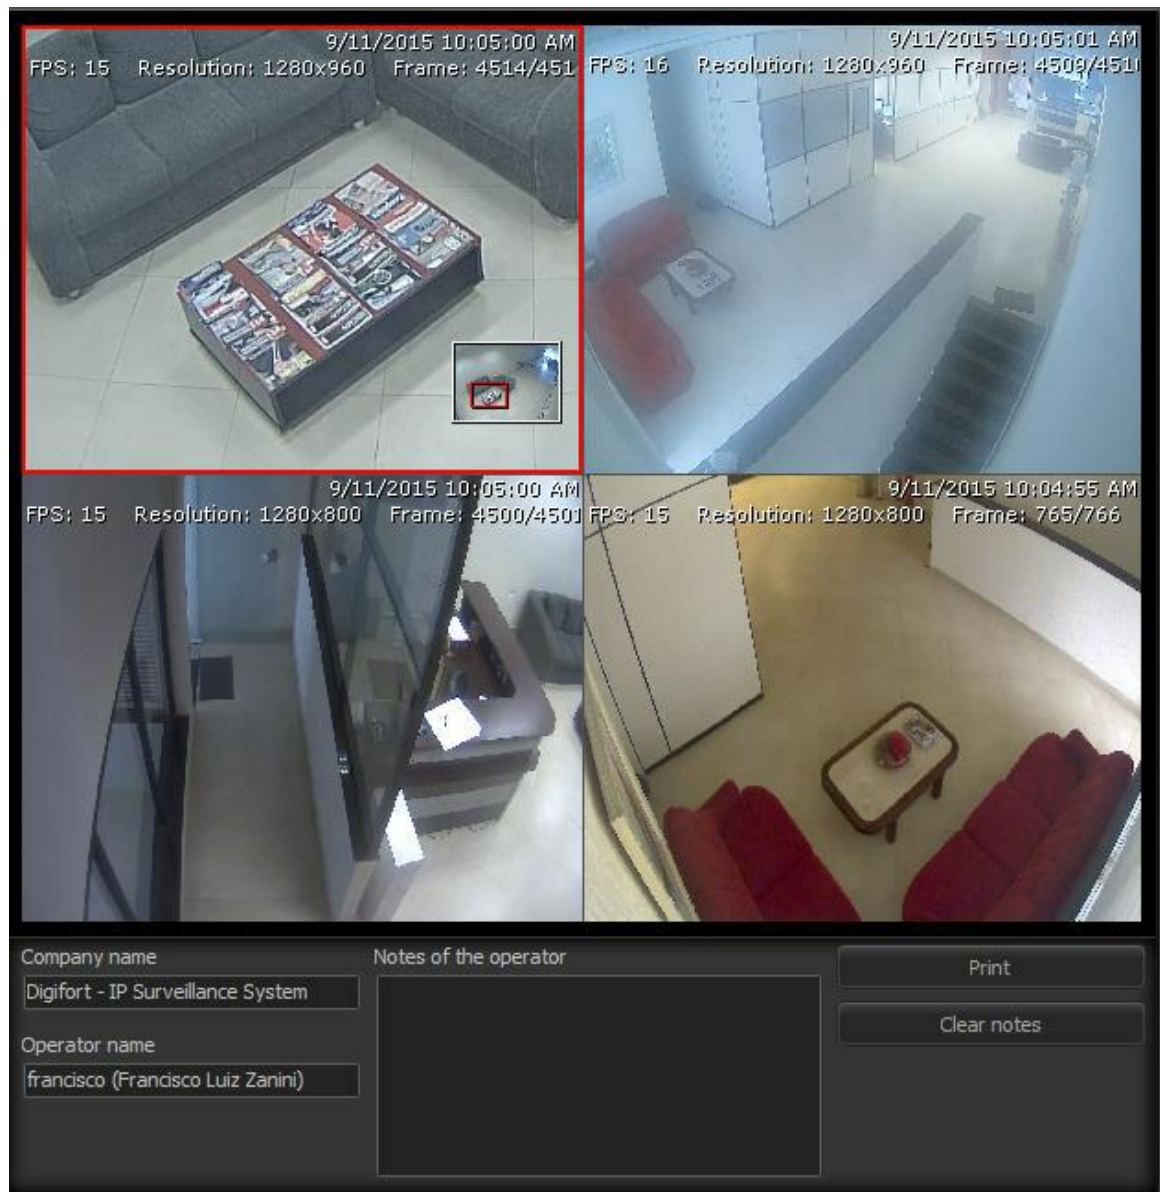 9/11/2015 10:05:00 AM
FPS: 15 Resolution: 1280x960 Frame: 4514/451
9/11/2015 10:05:01 AM
FPS: 16 Resolution: 1280x960 Frame: 4509/4510
9/11/2015 10:05:00 AM
FPS: 15 Resolution: 1280x800 Frame: 4500/4501
9/11/2015 10:04:55 AM
FPS: 15 Resolution: 1280x800 Frame: 765/766
Company name
Digifort - IP Surveillance System
Operator name
francisco (Francisco Luiz Zanini)
Notes of the operator
Print
Clear notes